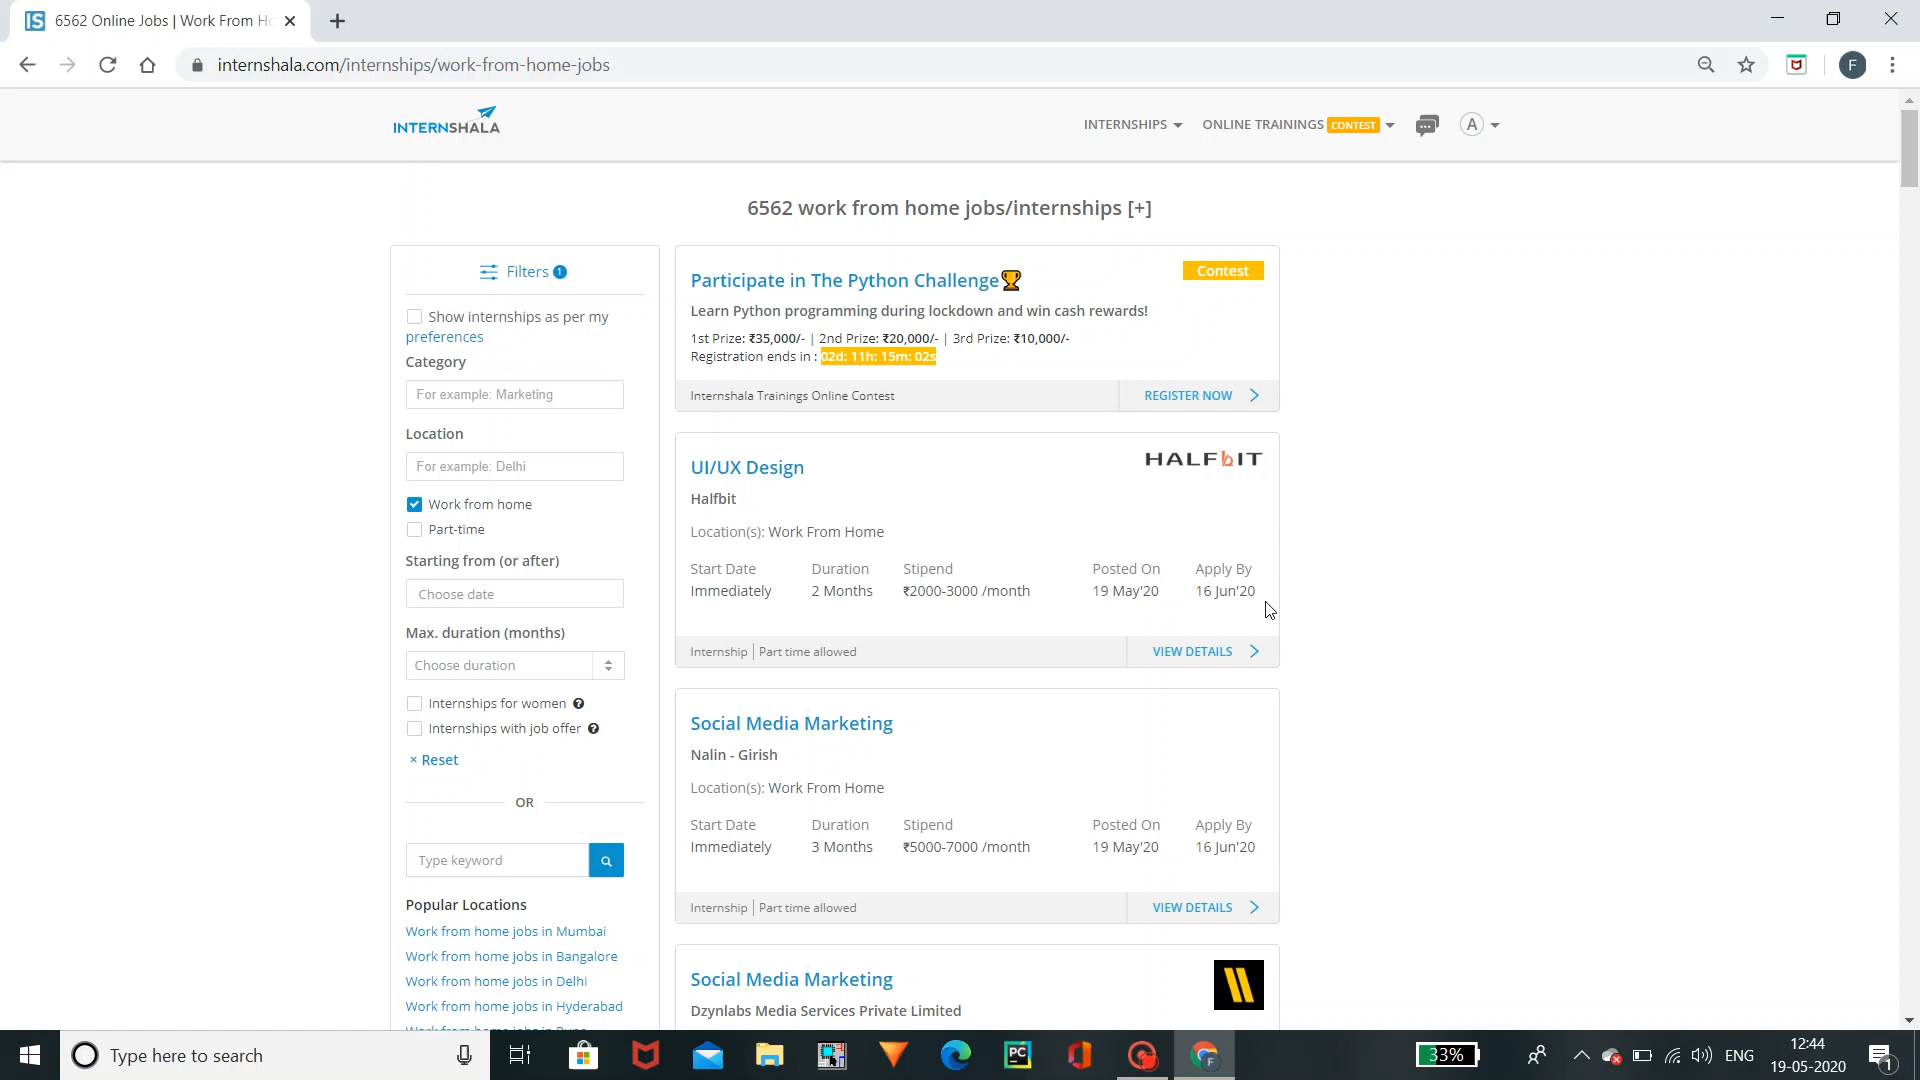 6562 Online Jobs | Work From Ho
internshala.com/internships/work-from-home-jobs
F
INTERNSHALA
INTERNSHIPS
ONLINE TRAININGS CONTEST
A
6562 work from home jobs/internships [+]
Filters 1
Show internships as per my
preferences
Category
For example: Marketing
Location
For example: Delhi
Work from home
Part-time
Starting from (or after)
Choose date
Max. duration (months)
Choose duration
Internships for women ?
Internships with job offer ?
× Reset
OR
Type keyword
Popular Locations
Work from home jobs in Mumbai
Work from home jobs in Bangalore
Work from home jobs in Delhi
Work from home jobs in Hyderabad
Participate in The Python Challenge
Contest
Learn Python programming during lockdown and win cash rewards!
1st Prize: ₹35,000/- | 2nd Prize: ₹20,000/- | 3rd Prize: ₹10,000/-
Registration ends in : 02d: 11h: 15m: 02s
Internshala Trainings Online Contest
REGISTER NOW
UI/UX Design
HALFbIT
Halfbit
Location(s): Work From Home
Start Date Duration Stipend Posted On Apply By
Immediately 2 Months ₹2000-3000 /month 19 May'20 16 Jun'20
Internship | Part time allowed
VIEW DETAILS
Social Media Marketing
Nalin - Girish
Location(s): Work From Home
Start Date Duration Stipend Posted On Apply By
Immediately 3 Months ₹5000-7000 /month 19 May'20 16 Jun'20
Internship | Part time allowed
VIEW DETAILS
Social Media Marketing
Dzynlabs Media Services Private Limited
Type here to search
PC
F
33%
ENG
12:44
19-05-2020
1